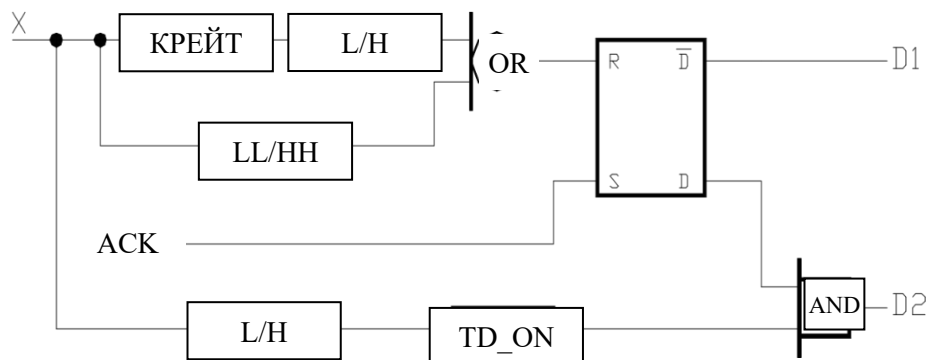 X
КРЕЙТ L/H OR R D̅ D1
LL/HH
S D
ACK
AND D2
L/H TD_ON